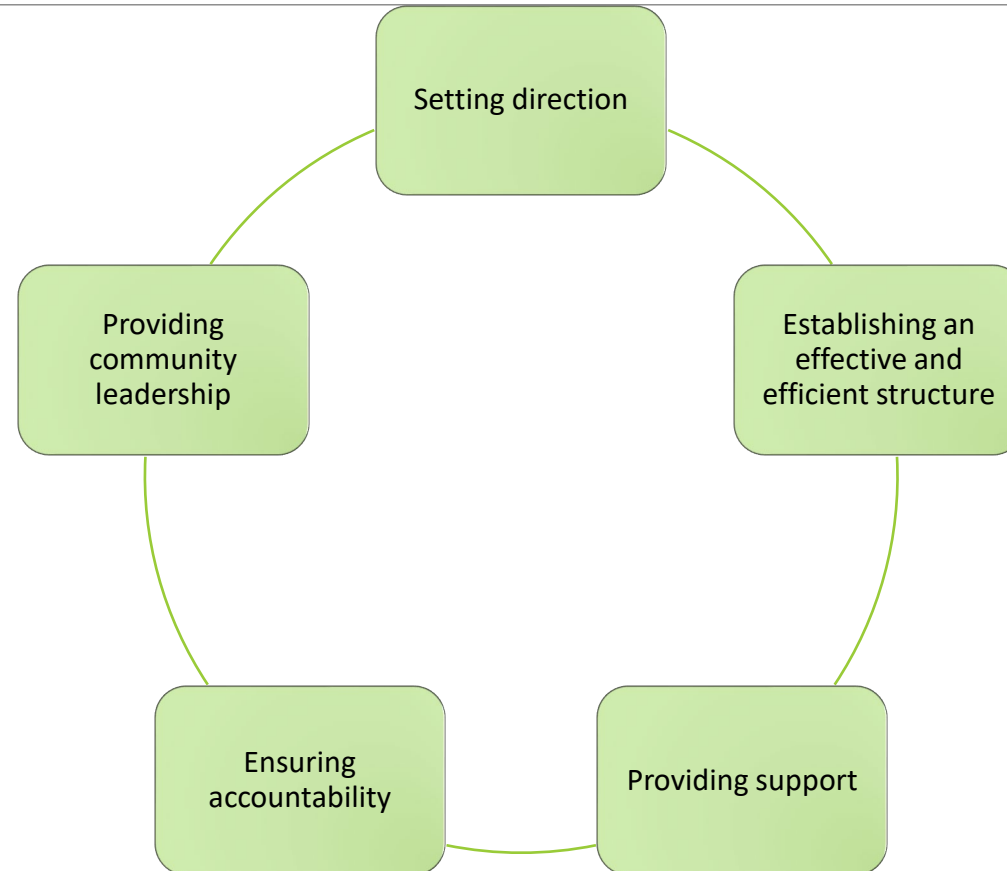 Setting direction
Establishing an
effective and
efficient structure
Providing support
Ensuring
accountability
Providing
community
leadership